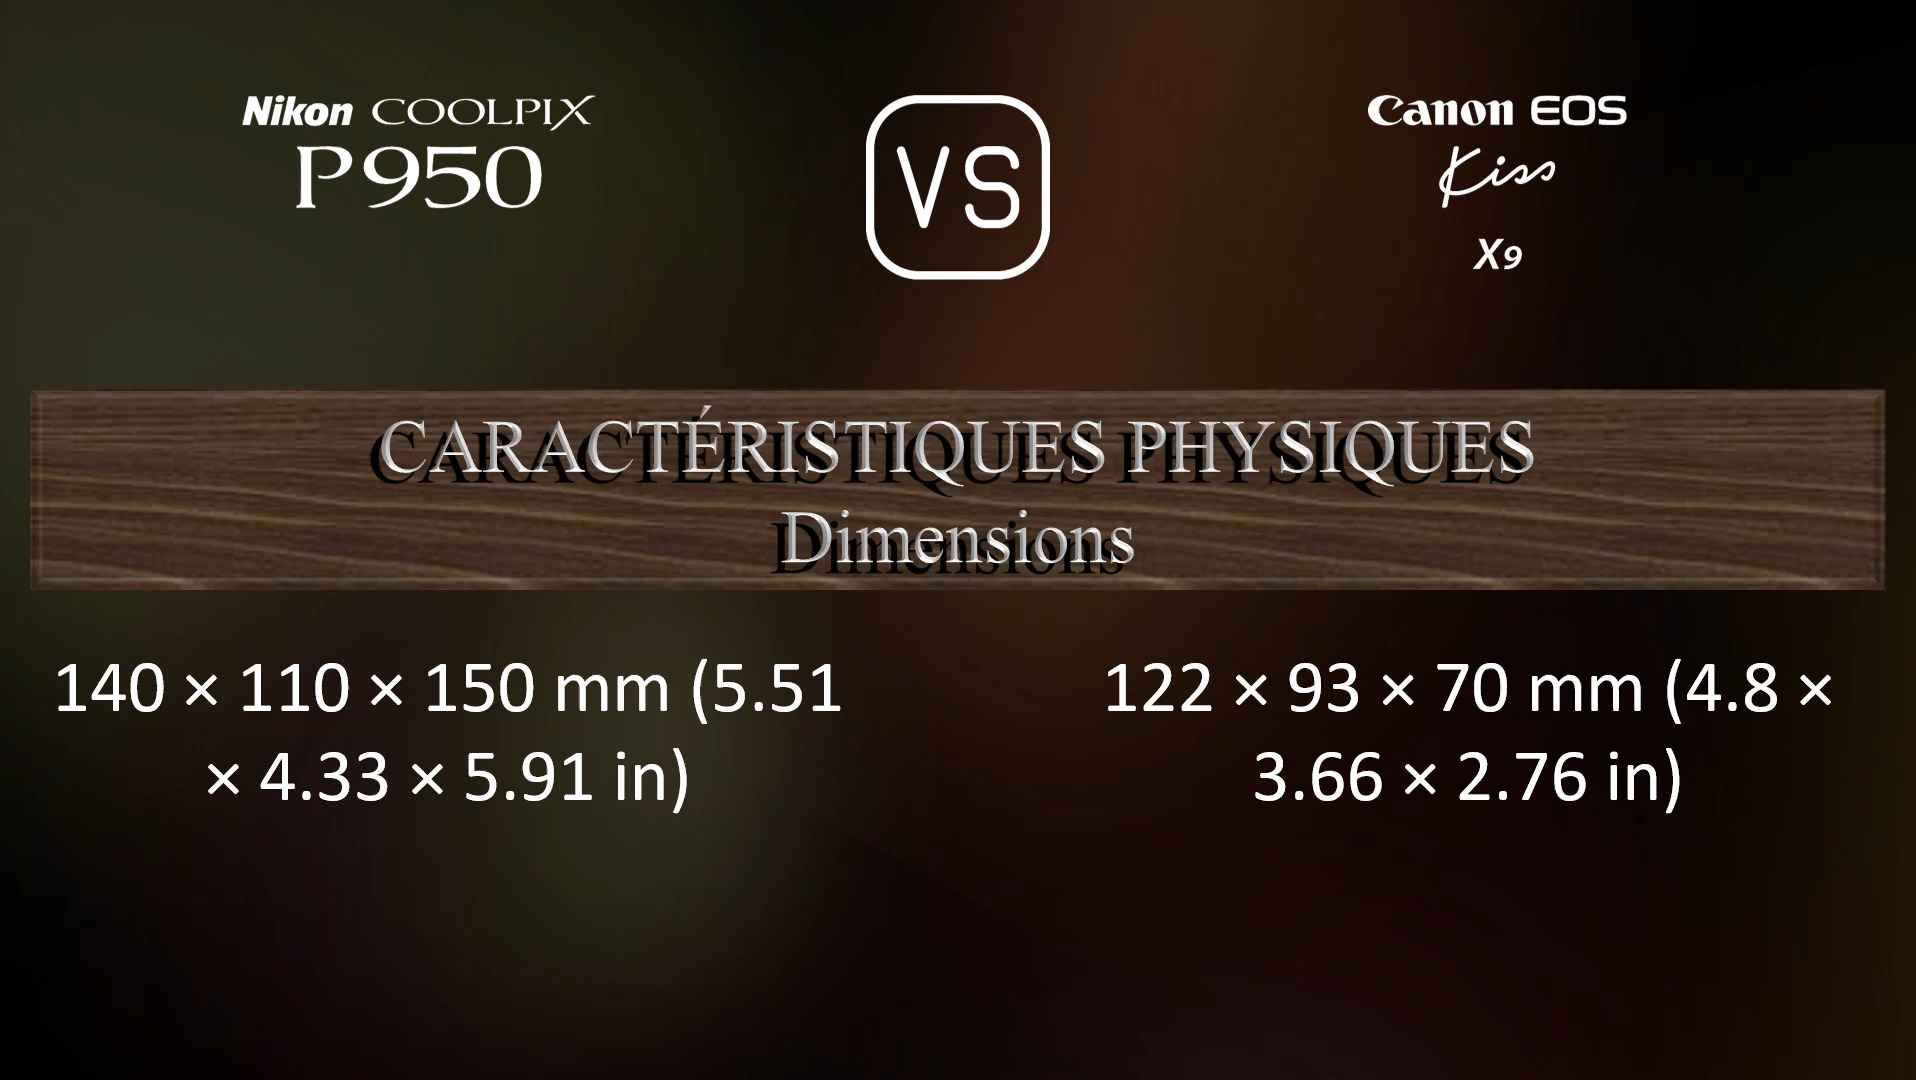 Nikon COOLPIX
P950
VS
Canon EOS
Kiss
X9
CARACTÉRISTIQUES PHYSIQUES
Dimensions
140 × 110 × 150 mm (5.51
× 4.33 × 5.91 in)
122 × 93 × 70 mm (4.8 ×
3.66 × 2.76 in)